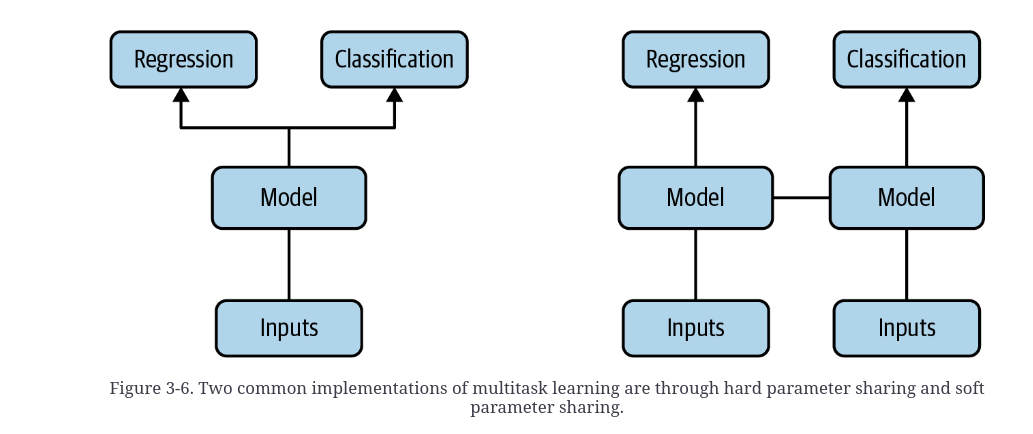 Regression
Classification
Regression
Classification
Model
Model
Model
Inputs
Inputs
Inputs
Figure 3-6. Two common implementations of multitask learning are through hard parameter sharing and soft
parameter sharing.